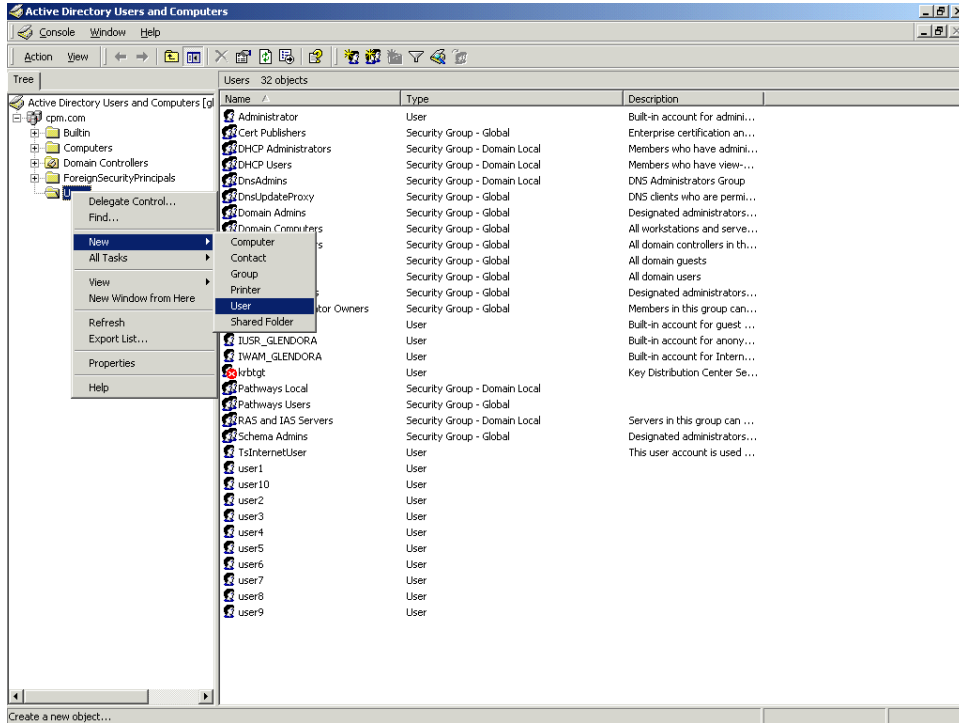 Active Directory Users and Computers
Console Window Help
Action View
Tree
Users 32 objects
Active Directory Users and Computers [gl
cpm.com
Builtin
Computers
Domain Controllers
ForeignSecurityPrincipals
Delegate Control...
Find...
New
All Tasks
View
New Window from Here
Refresh
Export List...
Properties
Help
Computer
Contact
Group
Printer
User
Shared Folder
Name Type Description
Administrator User Built-in account for admini...
Cert Publishers Security Group - Global Enterprise certification an...
DHCP Administrators Security Group - Domain Local Members who have admini...
DHCP Users Security Group - Domain Local Members who have view-...
DnsAdmins Security Group - Domain Local DNS Administrators Group
DnsUpdateProxy Security Group - Global DNS clients who are permi...
Domain Admins Security Group - Global Designated administrators...
Domain Computers Security Group - Global All workstations and serve...
Security Group - Global All domain controllers in th...
Security Group - Global All domain guests
Security Group - Global All domain users
Security Group - Global Designated administrators...
tor Owners Security Group - Global Members in this group can...
User Built-in account for guest ...
IUSR_GLENDORA User Built-in account for anony...
IWAM_GLENDORA User Built-in account for Intern...
krbtgt User Key Distribution Center Se...
Pathways Local Security Group - Domain Local
Pathways Users Security Group - Global
RAS and IAS Servers Security Group - Domain Local Servers in this group can ...
Schema Admins Security Group - Global Designated administrators...
TsInternetUser User This user account is used ...
user1 User
user10 User
user2 User
user3 User
user4 User
user5 User
user6 User
user7 User
user8 User
user9 User
Create a new object...